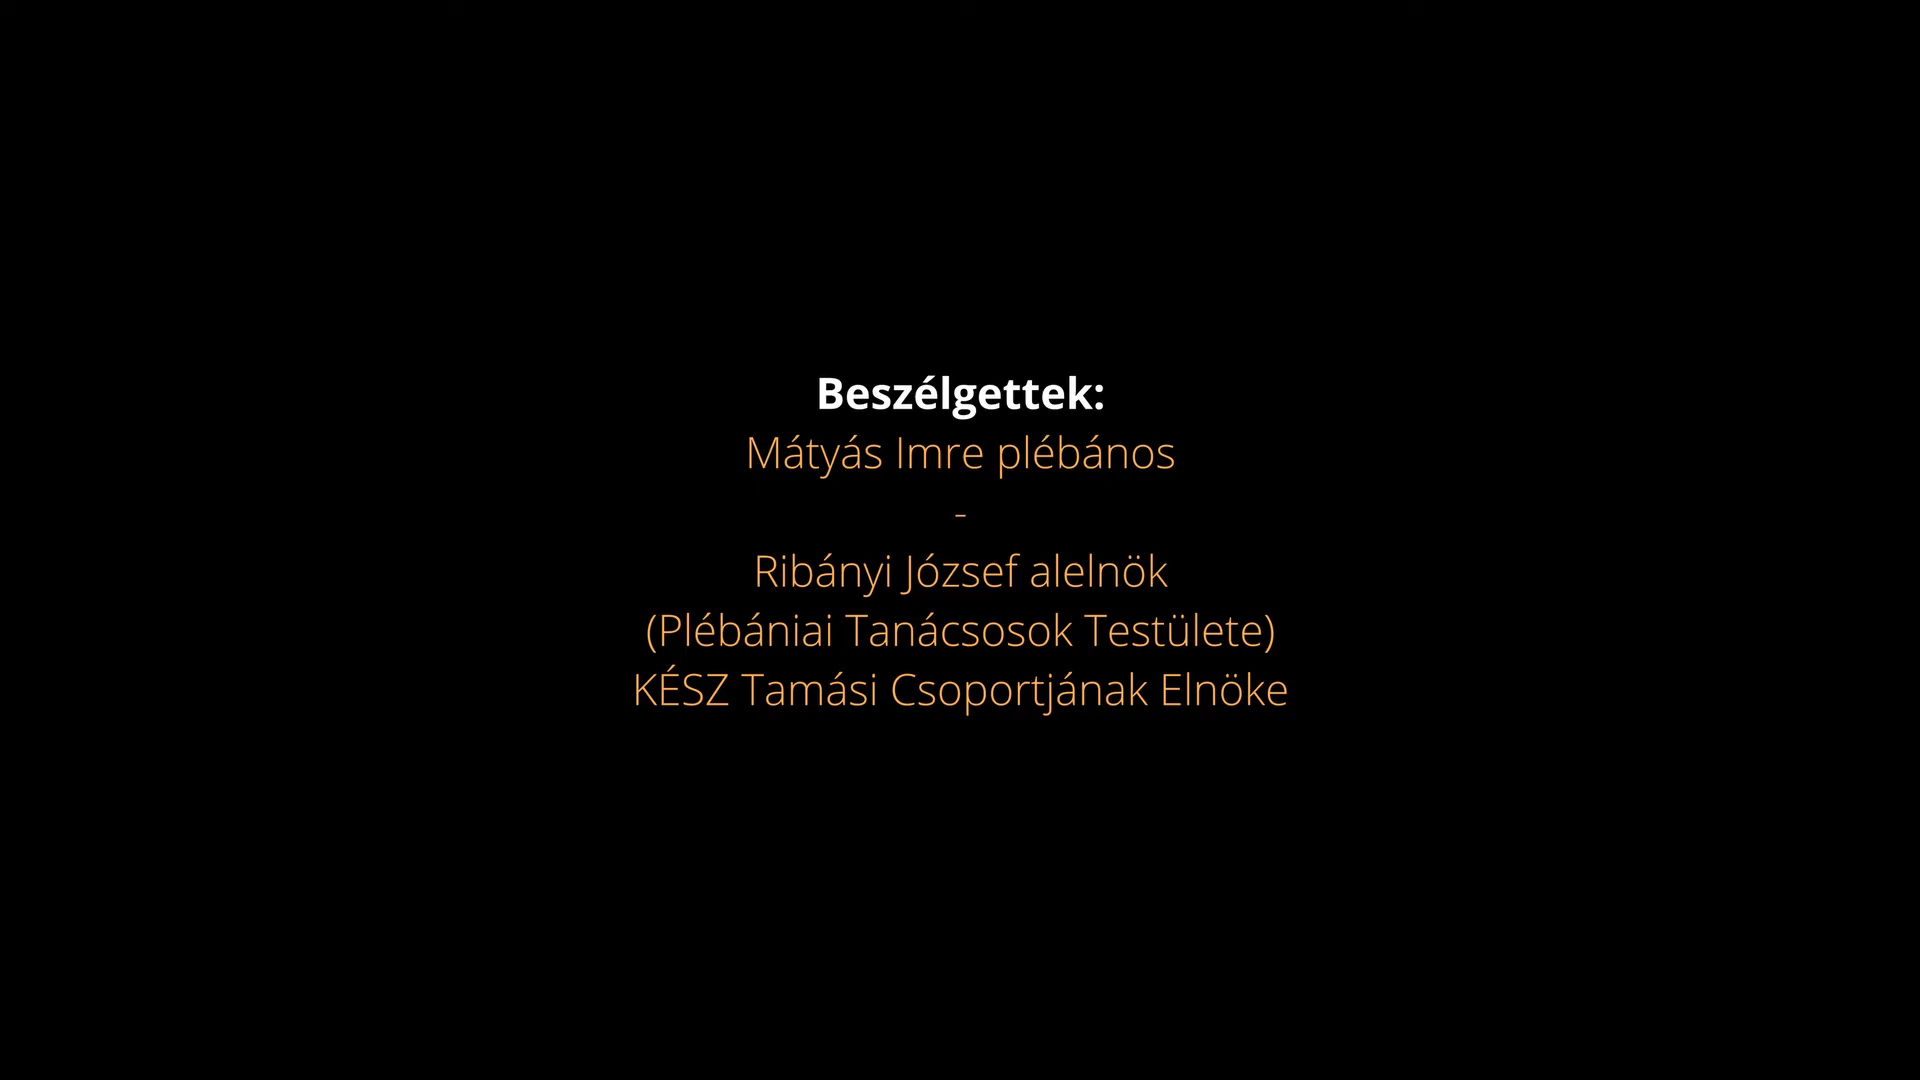 Beszélgettek:
Mátyás Imre plébános
-
Ribányi József alelnök
(Plébániai Tanácsosok Testülete)
KÉSZ Tamási Csoportjának Elnöke